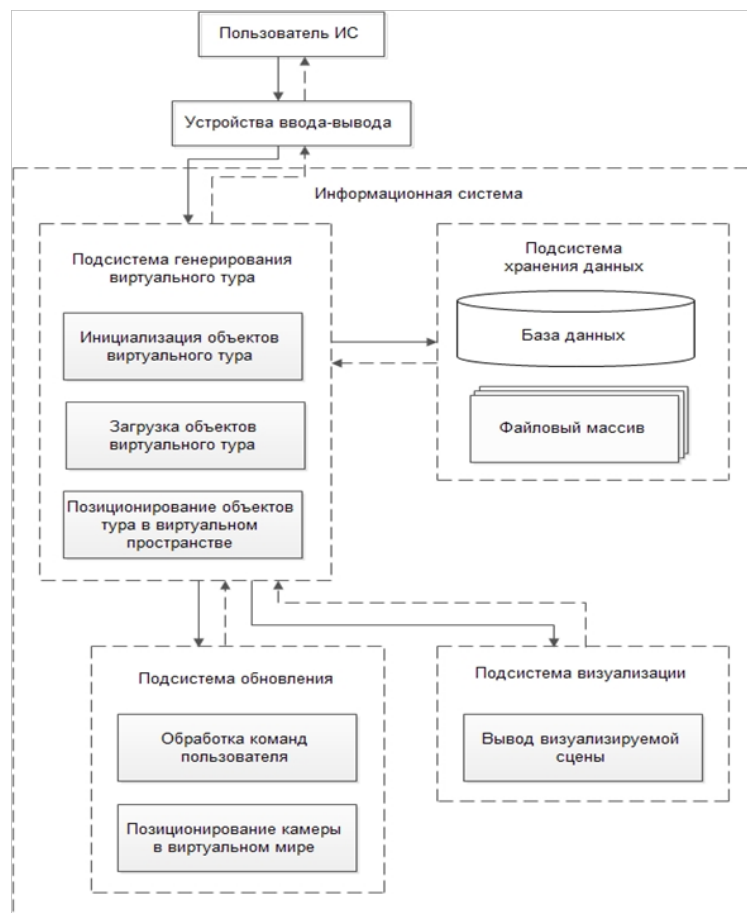 Пользователь ИС
Устройства ввода-вывода
Информационная система
Подсистема генерирования
виртуального тура
Инициализация объектов
виртуального тура
Загрузка объектов
виртуального тура
Позиционирование объектов
тура в виртуальном
пространстве
Подсистема
хранения данных
База данных
Файловый массив
Подсистема обновления
Обработка команд
пользователя
Позиционирование камеры
в виртуальном мире
Подсистема визуализации
Вывод визуализируемой
сцены